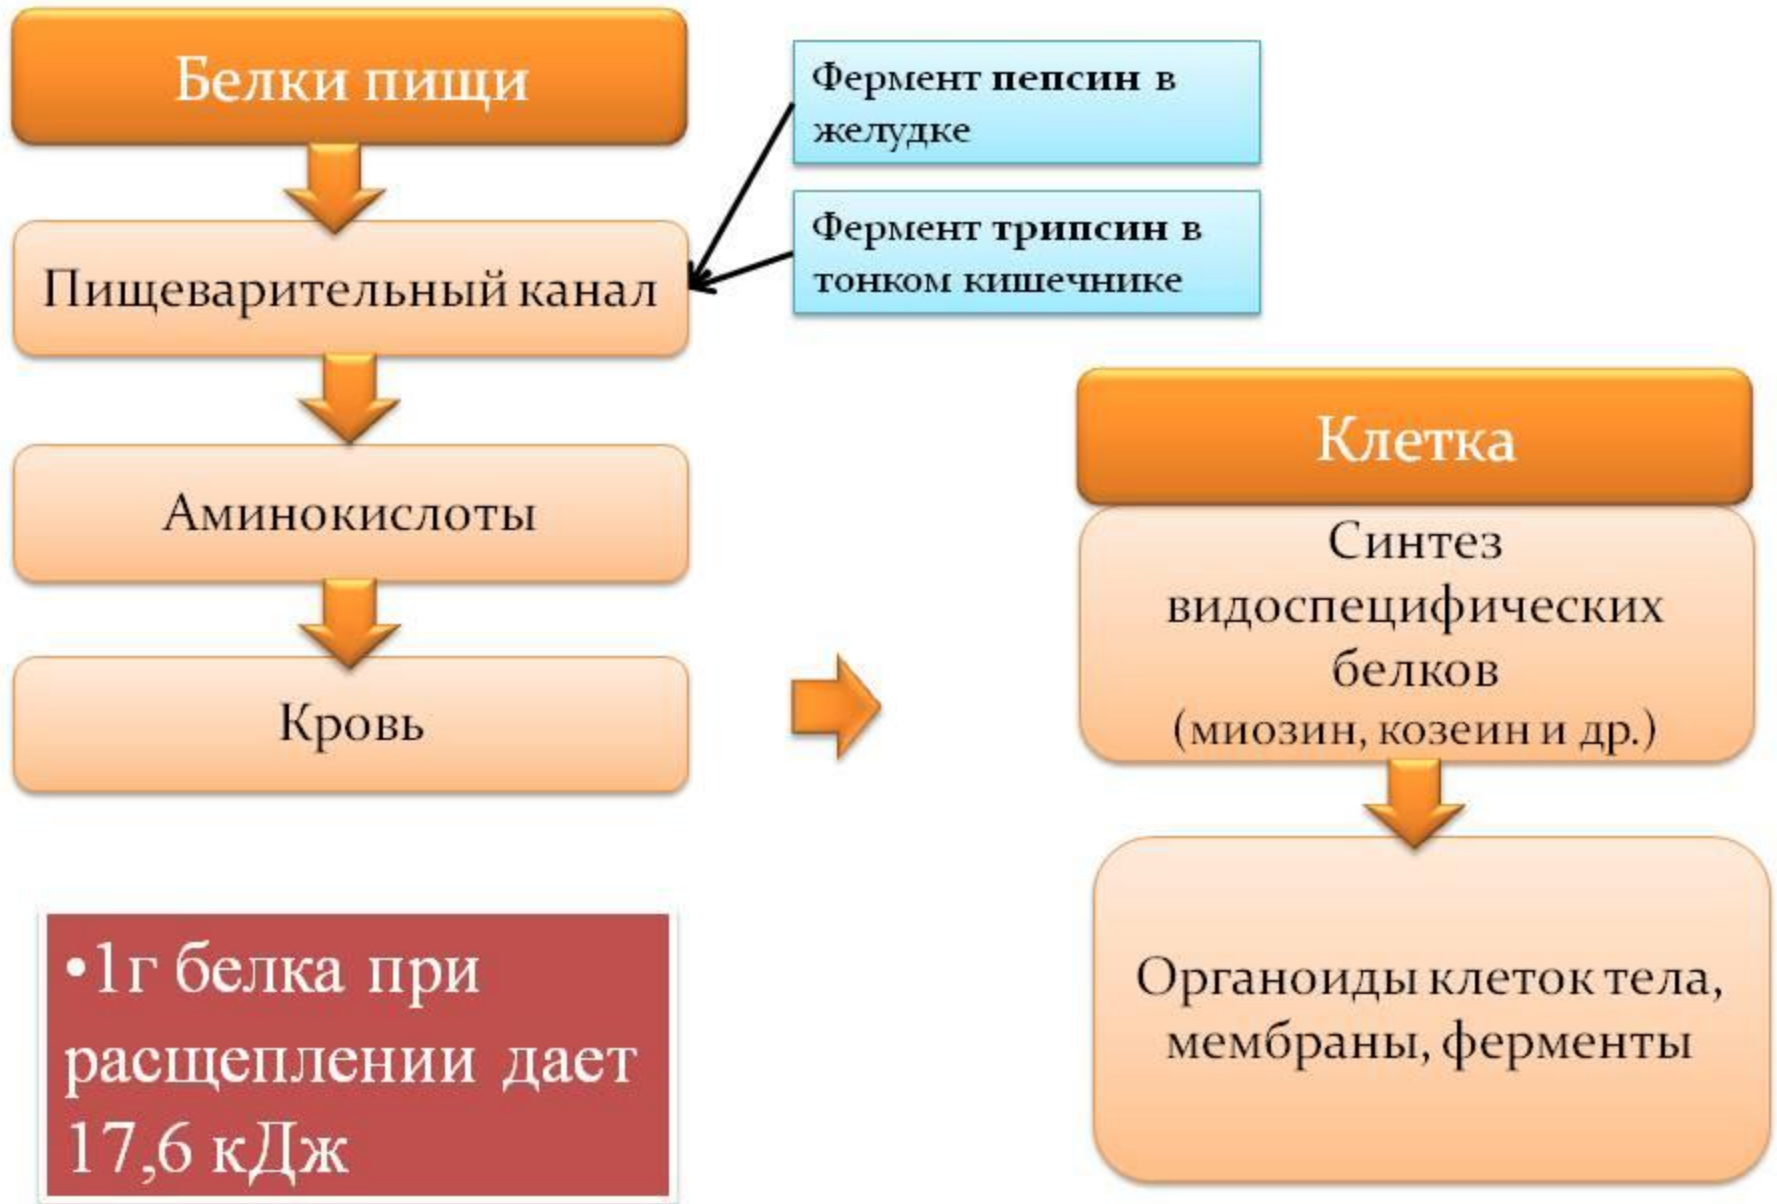 Белки пищи
Фермент пепсин в
желудке
Фермент трипсин в
тонком кишечнике
Пищеварительный канал
Аминокислоты
Кровь
Клетка
Синтез
видоспецифических
белков
(миозин, козеин и др.)
Органоиды клеток тела,
мембраны, ферменты
•1г белка при
расщеплении дает
17,6 кДж